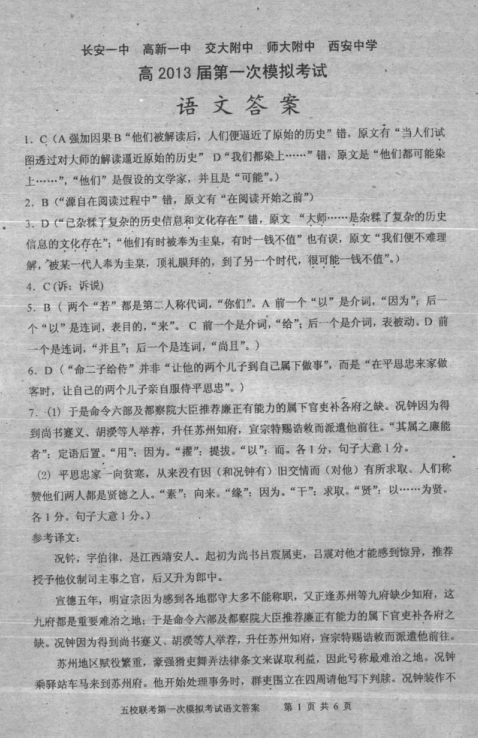 长安一中 高新一中 交大附中 师大附中 西安中学
高 2013 届第一次模拟考试
语文答案
1．C（A 强加因果 B“他们被解读后，人们便逼近了原始的历史”错，原文有“当人们试
图透过对大师的解读逼近原始的历史” D“我们都染上……”错，原文是“他们都可能染
上……”，“他们”是假设的文学家，并且是“可能”。）
2．B（“源自在阅读过程中”错，原文有“在阅读开始之前”）
3．D（“已杂糅了复杂的历史信息和文化存在”错，原文 “大师……是杂糅了复杂的历史
信息的文化存在”；“他们有时被奉为圭臬，有时一钱不值”也有误，原文“我们便不难理
解，被某一代人奉为圭臬，顶礼膜拜的，到了另一个时代，很可能一钱不值”。）
4．C（诉：诉说）
5．B（ 两个“若”都是第二人称代词，“你们”。A 前一个“以”是介词，“因为”；后一
个“以”是连词，表目的，“来”。 C 前一个是介词，“给”；后一个是介词，表被动。D 前
一个是连词，“并且”；后一个是连词，“尚且”。）
6．D（“命二子给侍”并非“让他的两个儿子到自己属下做事”，而是“在平思忠来家做
客时，让自己的两个儿子亲自服侍平思忠”。）
7．（1）于是命令六部及都察院大臣推荐廉正有能力的属下官吏补各府之缺。况钟因为得
到尚书蹇义、胡濙等人举荐，升任苏州知府，宣宗特赐诰敕而派遣他前往。“其属之廉能
者”：定语后置。“用”：因为。“擢”：提拔。“以”：而。各 1 分，句子大意 1 分。
（2）平思忠家一向贫寒，从来没有因（和况钟有）旧交情而（对他）有所求取。人们称
赞他们两人都是贤德之人。“素”：向来。“缘”：因为。“干”：求取。“贤”：以……为贤。
各 1 分，句子大意 1 分。）
参考译文：
况钟，字伯律，是江西靖安人。起初为尚书吕震属吏，吕震对他才能感到惊异，推荐
授予他仪制司主事之官，后又升为郎中。
宣德五年，明宣宗因为感到各地郡守大多不能称职，又正逢苏州等九府缺少知府，这
九府都是重要难治之地；于是命令六部及都察院大臣推荐廉正有能力的属下官吏补各府之
缺。况钟因为得到尚书蹇义、胡濙等人举荐，升任苏州知府，宣宗特赐诰敕而派遣他前往。
苏州地区赋役繁重，豪强猾吏舞弄法律条文来谋取利益，因此号称最难治之地。况钟
乘驿站车马来到苏州府。他开始处理事务时，群吏围立在四周请他写下判牍。况钟装作不
五校联考第一次模拟考试语文答案 第 1 页 共 6 页